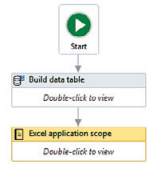 Start
Build data table
Double-click to view
Excel application scope
Double-click to view